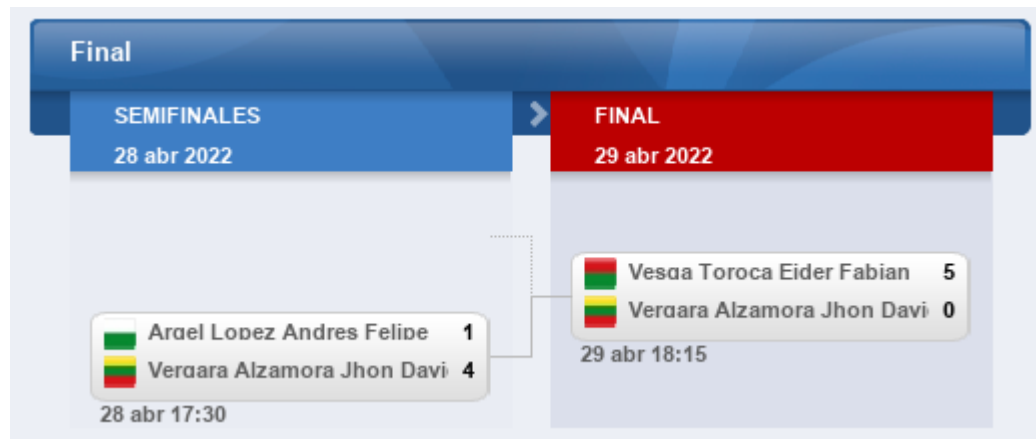 Final
SEMIFINALES
28 abr 2022
FINAL
29 abr 2022
Argel Lopez Andres Felipe 1
Vergara Alzamora Jhon Davi 4
28 abr 17:30
Vesga Toroca Eider Fabian 5
Vergara Alzamora Jhon Davi 0
29 abr 18:15